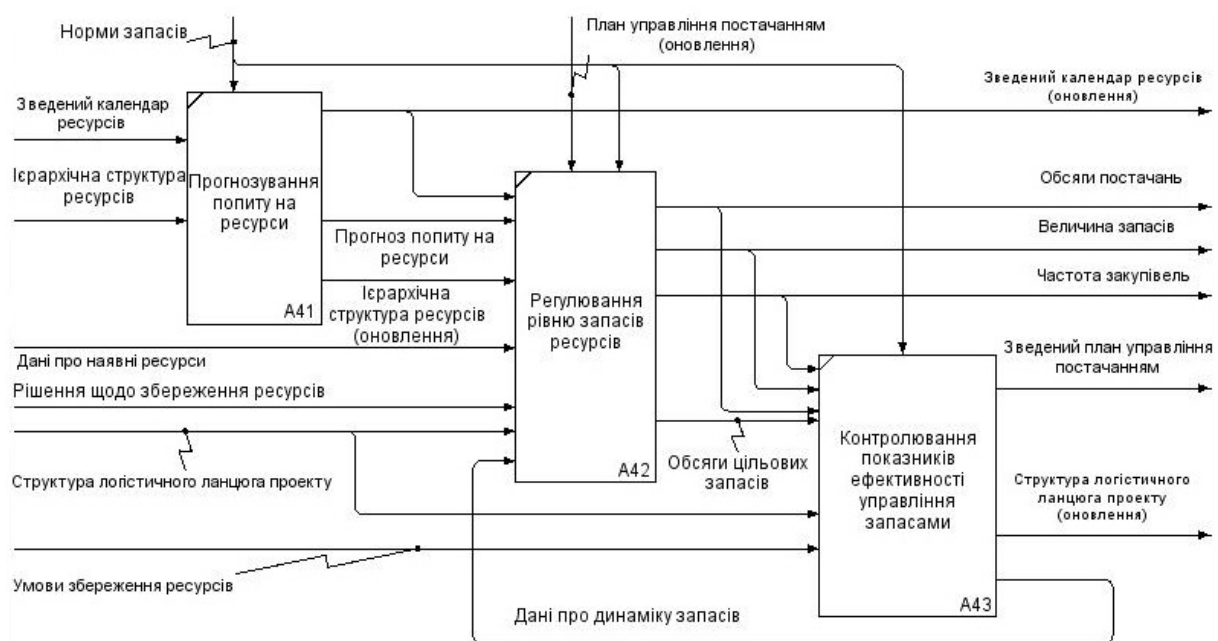 Норми запасів
План управління постачанням
(оновлення)
Зведений календар ресурсів
(оновлення)
Зведений календар
ресурсів
Ієрархічна структура
ресурсів
Прогнозування
попиту на
ресурси
А41
Обсяги постачань
Величина запасів
Частота закупівель
Прогноз попиту на
ресурси
Ієрархічна
структура ресурсів
(оновлення)
Регулювання
рівню запасів
ресурсів
А42
Дані про наявні ресурси
Рішення щодо збереження ресурсів
Структура логістичного ланцюга проекту
Умови збереження ресурсів
Обсяги цільових
запасів
Зведений план управління
постачанням
Контролювання
показників
ефективності
управління
запасами
А43
Структура логістичного
ланцюга проекту
(оновлення)
Дані про динаміку запасів